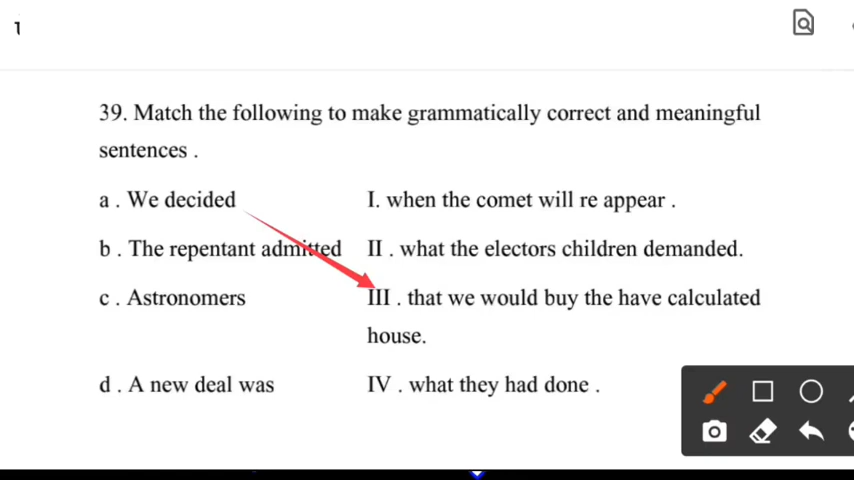 1
39. Match the following to make grammatically correct and meaningful
sentences .
a . We decided
I. when the comet will re appear .
b . The repentant admitted
II . what the electors children demanded.
c . Astronomers
III . that we would buy the have calculated
house.
d . A new deal was
IV . what they had done .